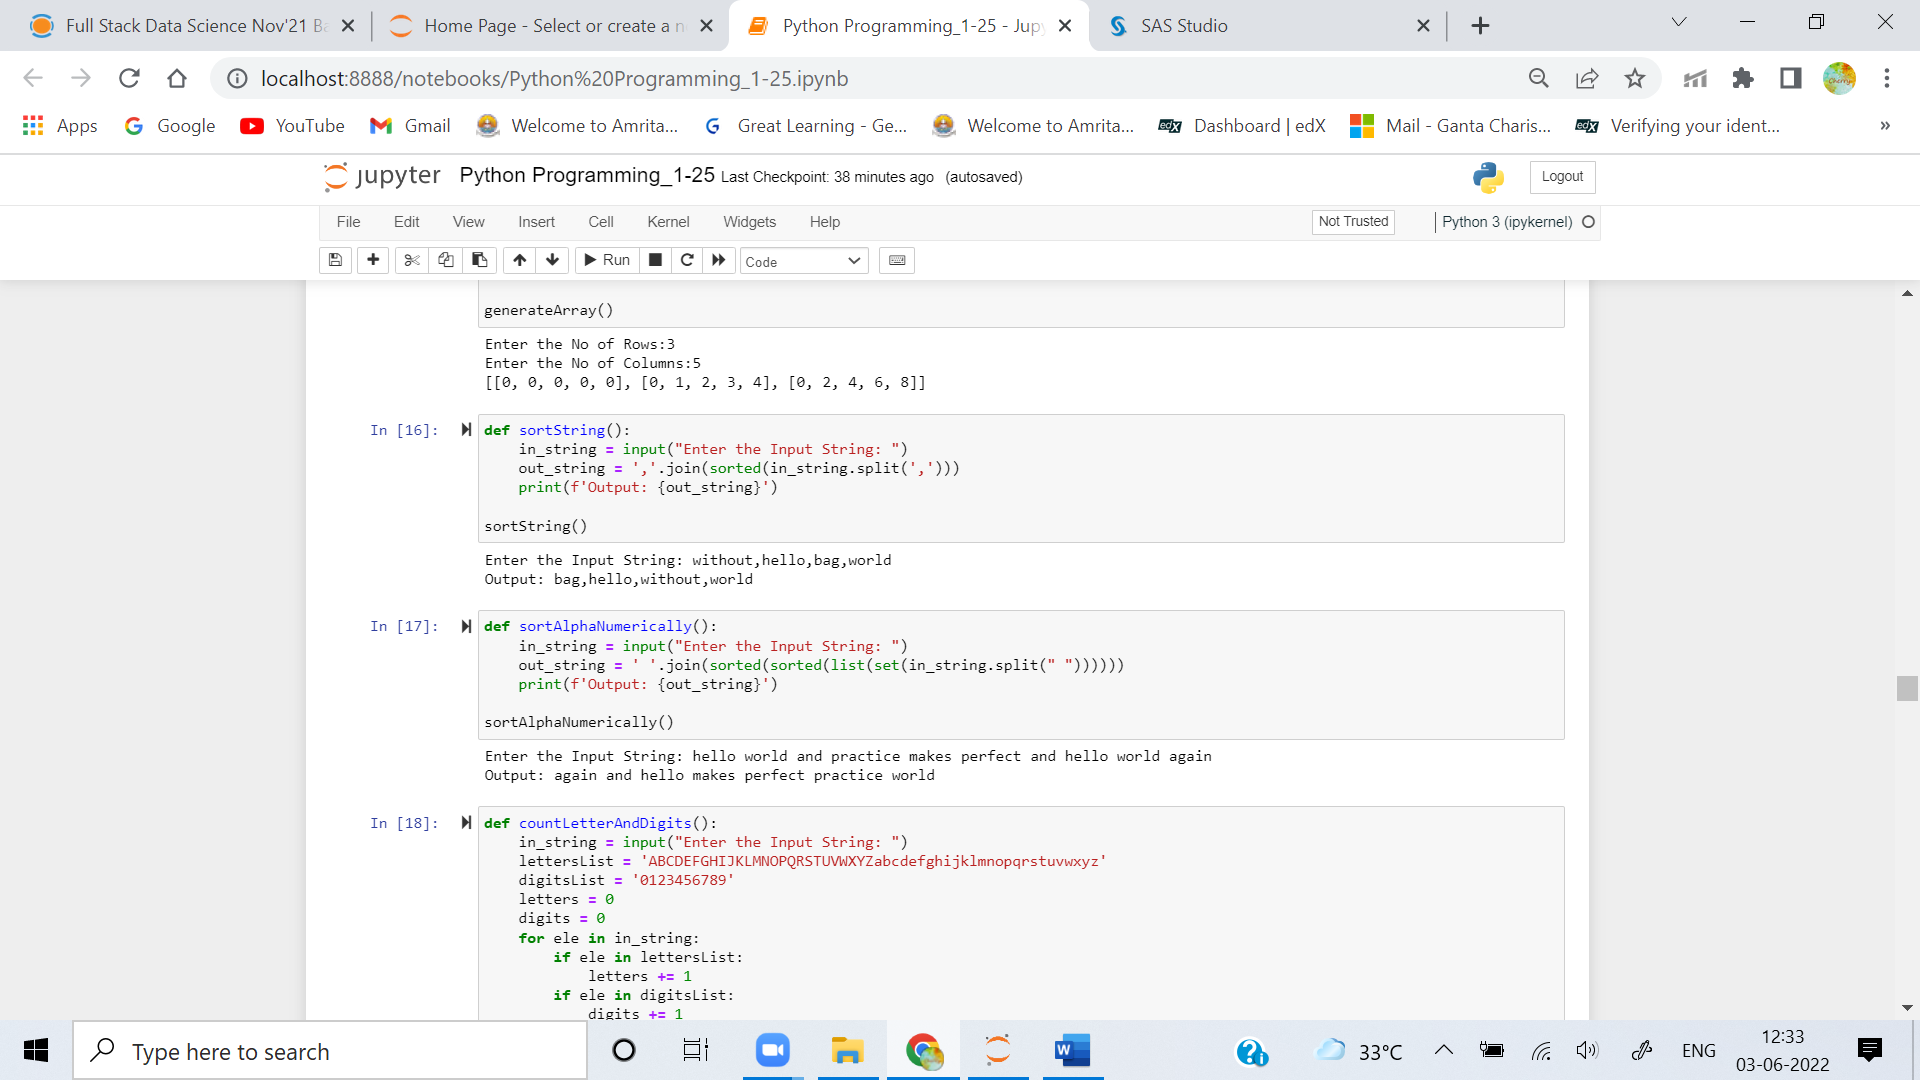 Full Stack Data Science Nov'21 Ba
Home Page - Select or create a n
Python Programming_1-25 - Jupy
SAS Studio
localhost:8888/notebooks/Python%20Programming_1-25.ipynb
Apps
Google
YouTube
Gmail
Welcome to Amrita...
Great Learning - Ge...
Welcome to Amrita...
Dashboard | edX
Mail - Ganta Charis...
Verifying your ident...
»
jupyter Python Programming_1-25 Last Checkpoint: 38 minutes ago (autosaved)
Logout
File Edit View Insert Cell Kernel Widgets Help
Not Trusted
Python 3 (ipykernel)
Run
Code
generateArray()
Enter the No of Rows:3
Enter the No of Columns:5
[[0, 0, 0, 0, 0], [0, 1, 2, 3, 4], [0, 2, 4, 6, 8]]
In [16]:
def sortString():
    in_string = input("Enter the Input String: ")
    out_string = ','.join(sorted(in_string.split(',')))
    print(f'Output: {out_string}')
sortString()
Enter the Input String: without,hello,bag,world
Output: bag,hello,without,world
In [17]:
def sortAlphaNumerically():
    in_string = input("Enter the Input String: ")
    out_string = ' '.join(sorted(sorted(list(set(in_string.split(" "))))))
    print(f'Output: {out_string}')
sortAlphaNumerically()
Enter the Input String: hello world and practice makes perfect and hello world again
Output: again and hello makes perfect practice world
In [18]:
def countLetterAndDigits():
    in_string = input("Enter the Input String: ")
    lettersList = 'ABCDEFGHIJKLMNOPQRSTUVWXYZabcdefghijklmnopqrstuvwxyz'
    digitsList = '0123456789'
    letters = 0
    digits = 0
    for ele in in_string:
        if ele in lettersList:
            letters += 1
        if ele in digitsList:
            digits += 1
Type here to search
33°C
ENG
12:33
03-06-2022